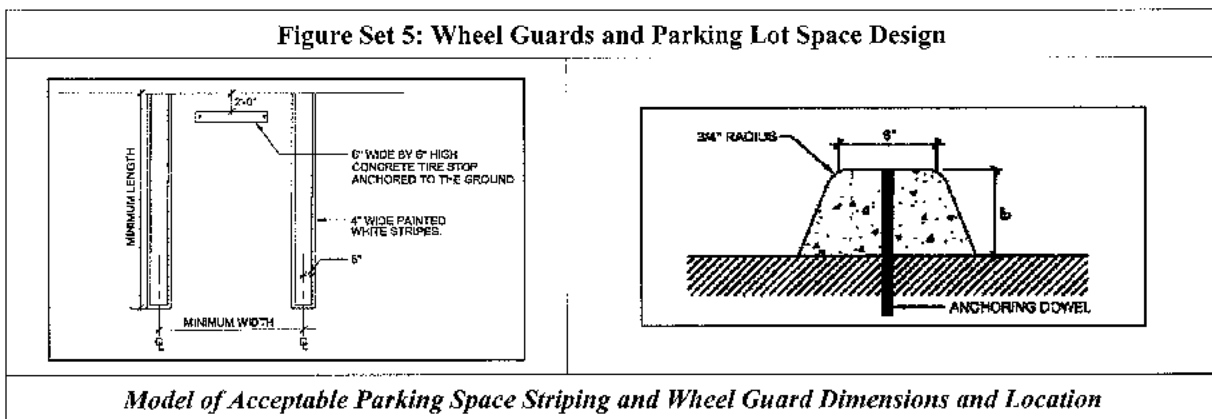 Figure Set 5: Wheel Guards and Parking Lot Space Design
2'-0"
MINIMUM LENGTH
6" WIDE BY 6" HIGH
CONCRETE TIRE STOP
ANCHORED TO THE GROUND
4" WIDE PAINTED
WHITE STRIPES.
6"
MINIMUM WIDTH
3/4" RADIUS
6"
ANCHORING DOWEL
Model of Acceptable Parking Space Striping and Wheel Guard Dimensions and Location